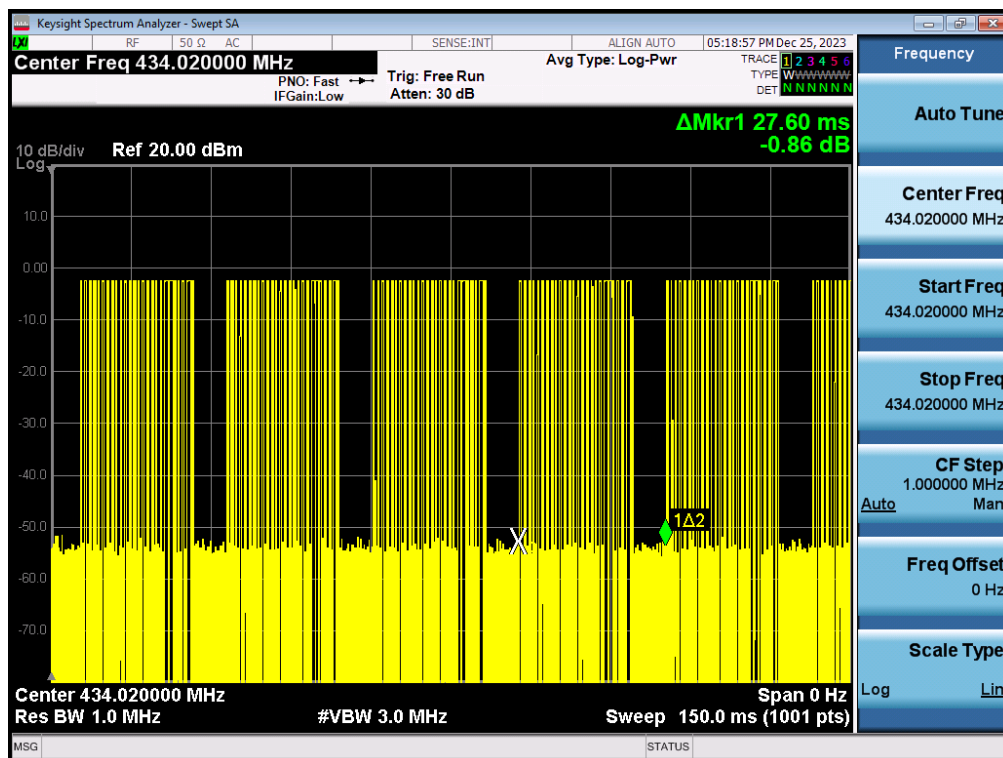 Keysight Spectrum Analyzer - Swept SA
LXI RF 50 Ω AC SENSE:INT ALIGN AUTO 05:18:57 PM Dec 25, 2023
Center Freq 434.020000 MHz
PNO: Fast
IFGain:Low
Trig: Free Run
Atten: 30 dB
Avg Type: Log-Pwr
TRACE 1 2 3 4 5 6
TYPE WWWWWW
DET N N N N N N
ΔMkr1 27.60 ms
-0.86 dB
10 dB/div Ref 20.00 dBm
Log
10.0
0.00
-10.0
-20.0
-30.0
-40.0
-50.0
-60.0
-70.0
X
1Δ2
Center 434.020000 MHz Span 0 Hz
Res BW 1.0 MHz #VBW 3.0 MHz Sweep 150.0 ms (1001 pts)
MSG STATUS
Frequency
Auto Tune
Center Freq
434.020000 MHz
Start Freq
434.020000 MHz
Stop Freq
434.020000 MHz
CF Step
1.000000 MHz
Auto Man
Freq Offset
0 Hz
Scale Type
Log Lin